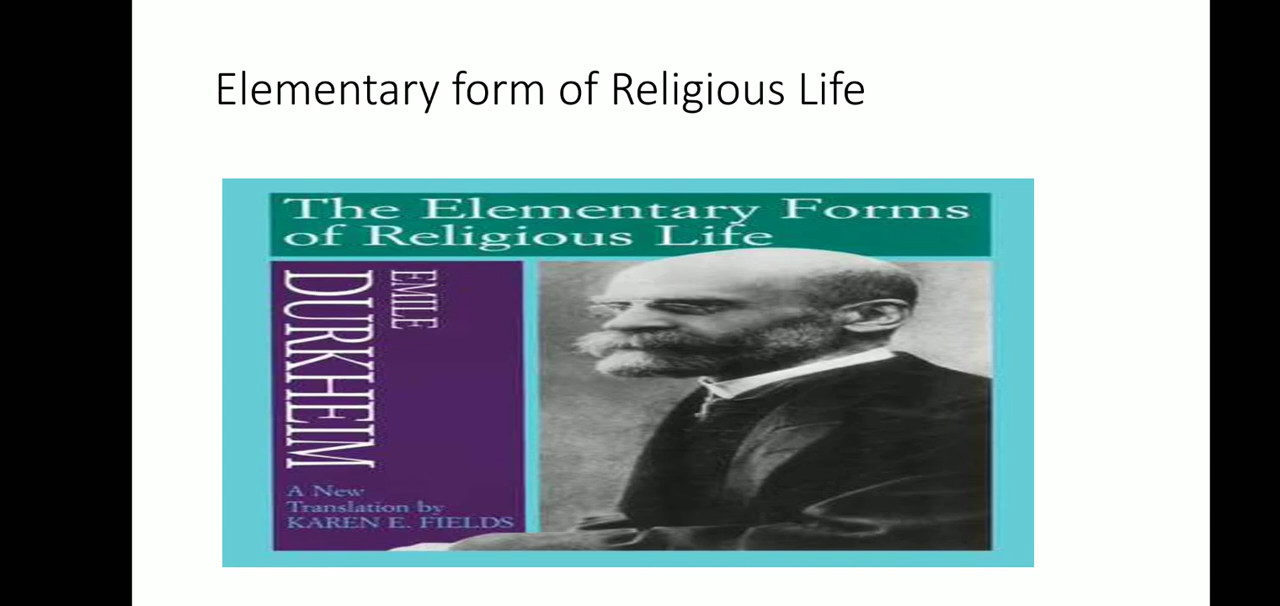 Elementary form of Religious Life
The Elementary Forms
of Religious Life
EMILE
DURKHEIM
A New
Translation by
KAREN E. FIELDS